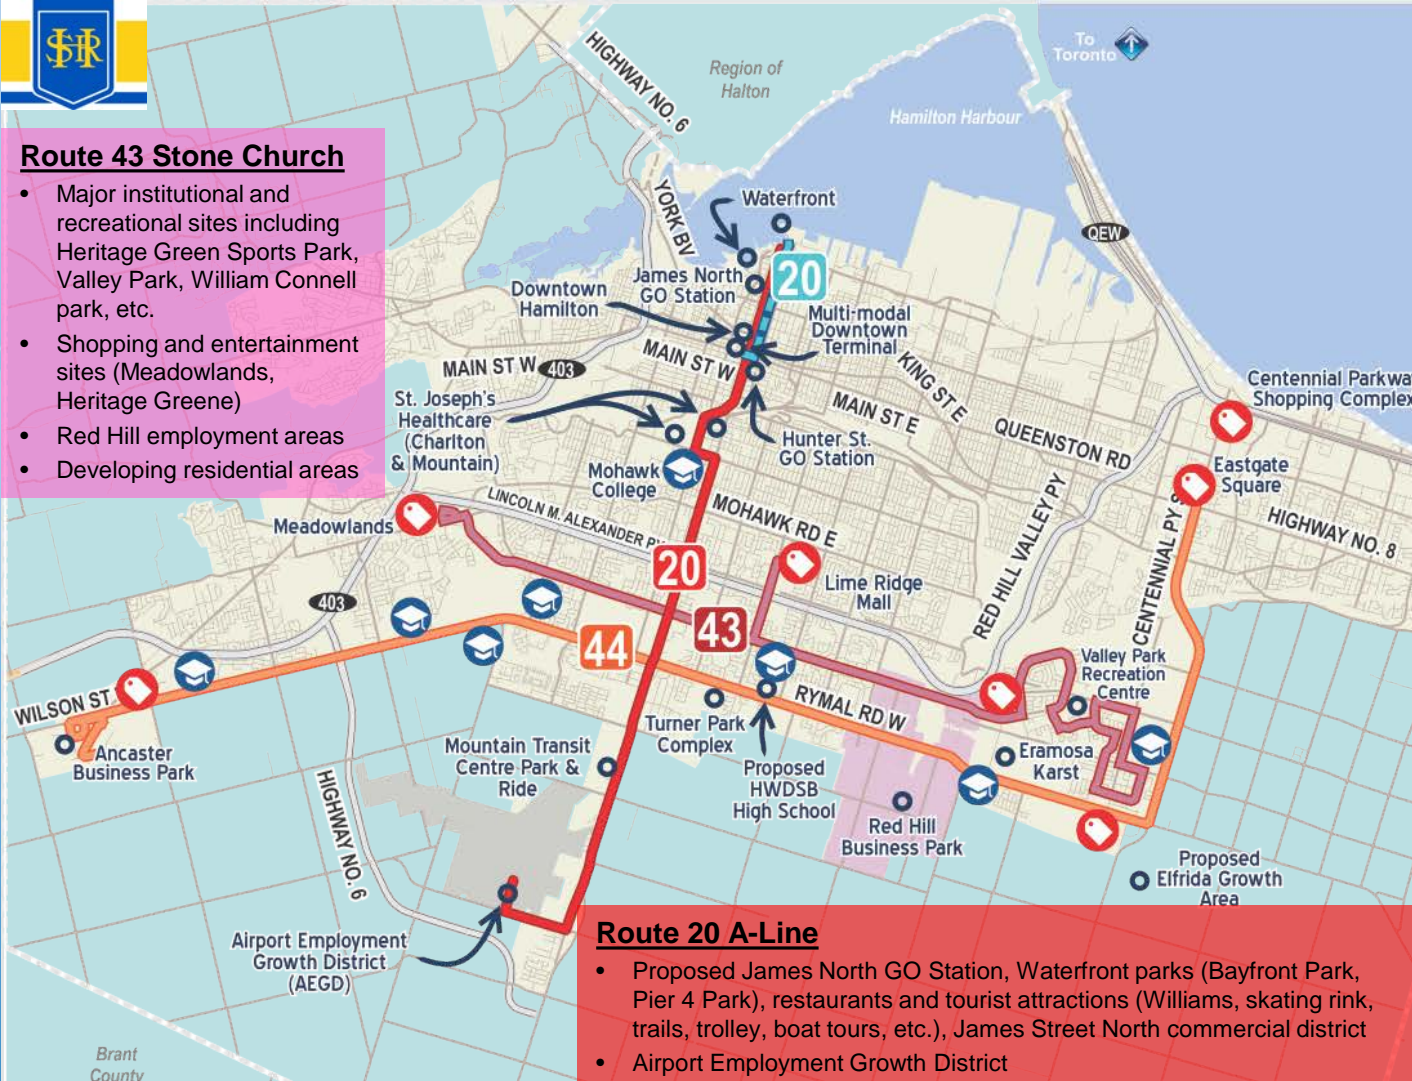 HSR
Route 43 Stone Church
• Major institutional and
recreational sites including
Heritage Green Sports Park,
Valley Park, William Connell
park, etc.
• Shopping and entertainment
sites (Meadowlands,
Heritage Greene)
• Red Hill employment areas
• Developing residential areas
To
Toronto
HIGHWAY NO. 6
Region of
Halton
Hamilton Harbour
YORK BV
Waterfront
QEW
James North
GO Station
20
Downtown
Hamilton
Multi-modal
Downtown
Terminal
MAIN ST W
403
MAIN ST W
KING ST E
Centennial Parkwa
Shopping Complex
St. Joseph's
Healthcare
(Charlton
& Mountain)
MAIN ST E
QUEENSTON RD
Hunter St.
GO Station
Mohawk
College
Eastgate
Square
LINCOLN M. ALEXANDER P
MOHAWK RD E
RED HILL VALLEY PY
CENTENNIAL PY S
HIGHWAY NO. 8
Meadowlands
20
Lime Ridge
Mall
403
43
44
Valley Park
Recreation
Centre
WILSON ST
RYMAL RD W
Ancaster
Business Park
Turner Park
Complex
Mountain Transit
Centre Park &
Ride
Eramosa
Karst
Proposed
HWDSB
High School
HIGHWAY NO. 6
Red Hill
Business Park
Proposed
Elfrida Growth
Area
Airport Employment
Growth District
(AEGD)
Route 20 A-Line
• Proposed James North GO Station, Waterfront parks (Bayfront Park,
Pier 4 Park), restaurants and tourist attractions (Williams, skating rink,
trails, trolley, boat tours, etc.), James Street North commercial district
• Airport Employment Growth District
Brant
County